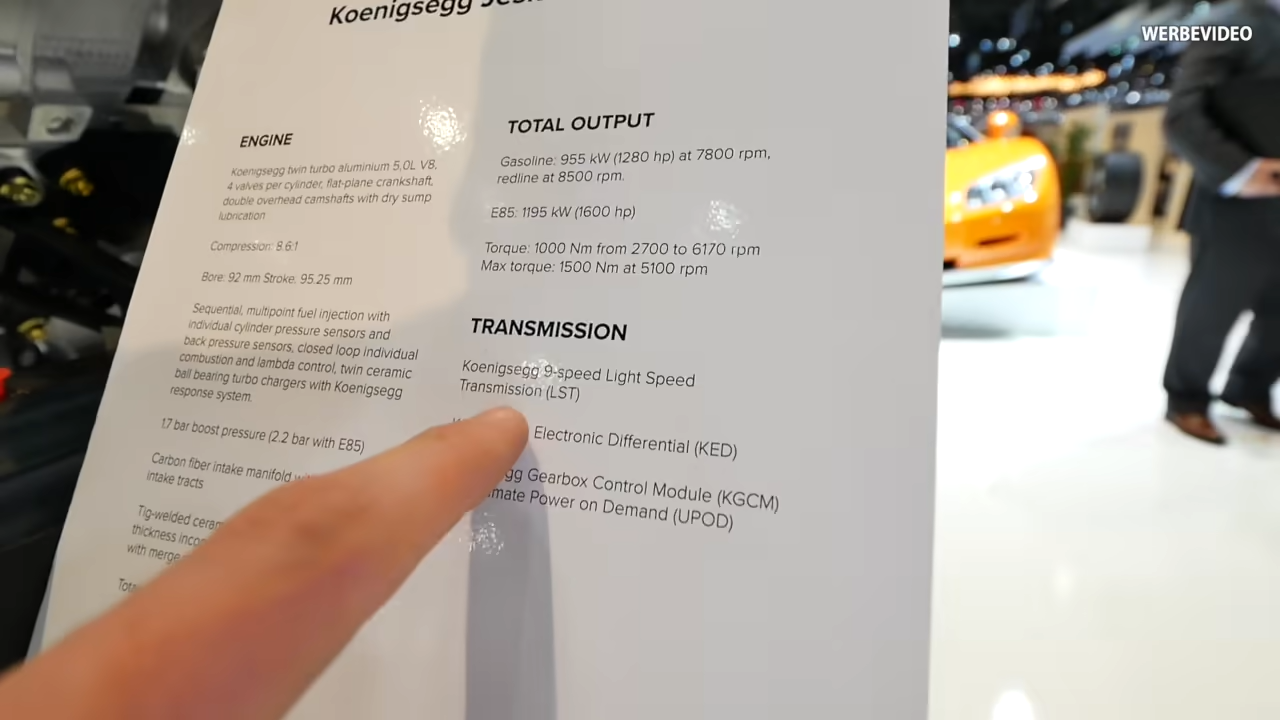 Koenigsegg
WERBEVIDEO
ENGINE
Koenigsegg twin turbo aluminium 5,0L V8,
4 valves per cylinder, flat-plane crankshaft,
double overhead camshafts with dry sump
lubrication
Compression: 8.6:1
Bore: 92 mm Stroke. 95.25 mm
Sequential, multipoint fuel injection with
individual cylinder pressure sensors and
back pressure sensors, closed loop individual
combustion and lambda control, twin ceramic
ball bearing turbo chargers with Koenigsegg
response system.
1.7 bar boost pressure (2.2 bar with E85)
Carbon fiber intake manifold
intake tracts
Tig-welded
thickness
with merge
TOTAL OUTPUT
Gasoline: 955 kW (1280 hp) at 7800 rpm,
redline at 8500 rpm.
E85: 1195 kW (1600 hp)
Torque: 1000 Nm from 2700 to 6170 rpm
Max torque: 1500 Nm at 5100 rpm
TRANSMISSION
Koenigsegg 9-speed Light Speed
Transmission (LST)
Electronic Differential (KED)
Gearbox Control Module (KGCM)
Power on Demand (UPOD)